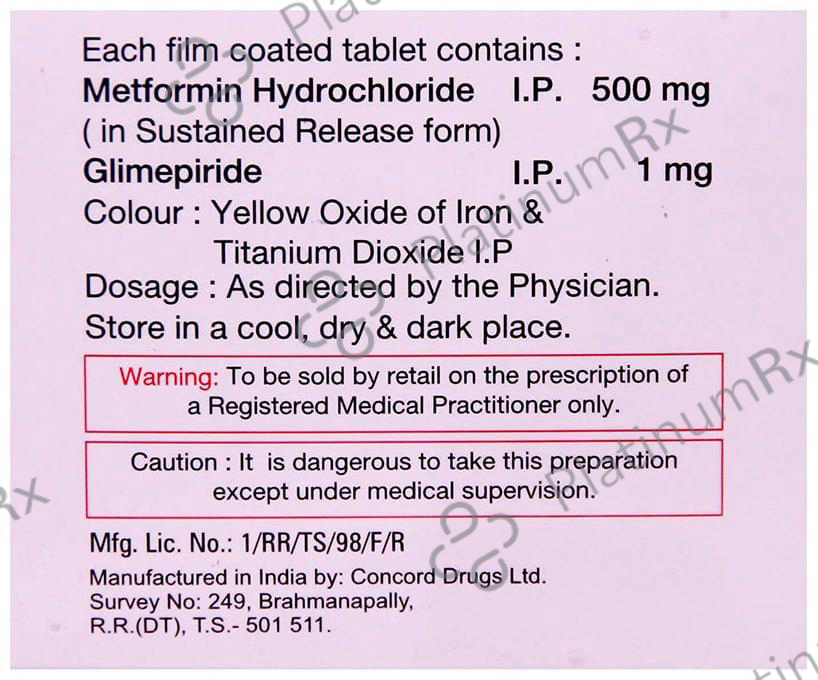 Each film coated tablet contains :
Metformin Hydrochloride I.P. 500 mg
( in Sustained Release form)
Glimepiride I.P. 1 mg
Colour : Yellow Oxide of Iron &
Titanium Dioxide I.P
Dosage : As directed by the Physician.
Store in a cool, dry & dark place.
Warning: To be sold by retail on the prescription of
a Registered Medical Practitioner only.
Caution : It is dangerous to take this preparation
except under medical supervision.
Mfg. Lic. No.: 1/RR/TS/98/F/R
Manufactured in India by: Concord Drugs Ltd.
Survey No: 249, Brahmanapally,
R.R.(DT), T.S.- 501 511.
PlatinumRx
PlatinumRx